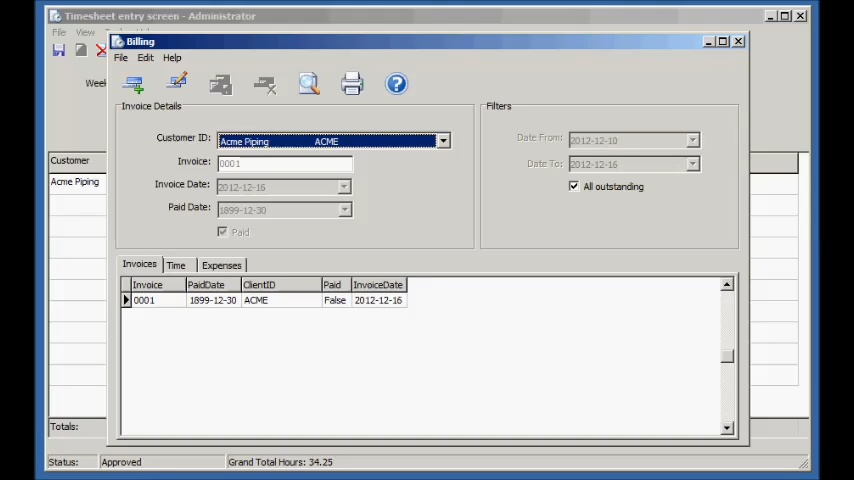 Timesheet entry screen - Administrator
File View
Week
Customer
Acme Piping
Totals:
Status: Approved Grand Total Hours: 34.25
Billing
File Edit Help
Invoice Details
Customer ID: Acme Piping ACME
Invoice: 0001
Invoice Date: 2012-12-16
Paid Date: 1899-12-30
Paid
Filters
Date From: 2012-12-10
Date To: 2012-12-16
All outstanding
Invoices Time Expenses
Invoice PaidDate ClientID Paid InvoiceDate
0001 1899-12-30 ACME False 2012-12-16